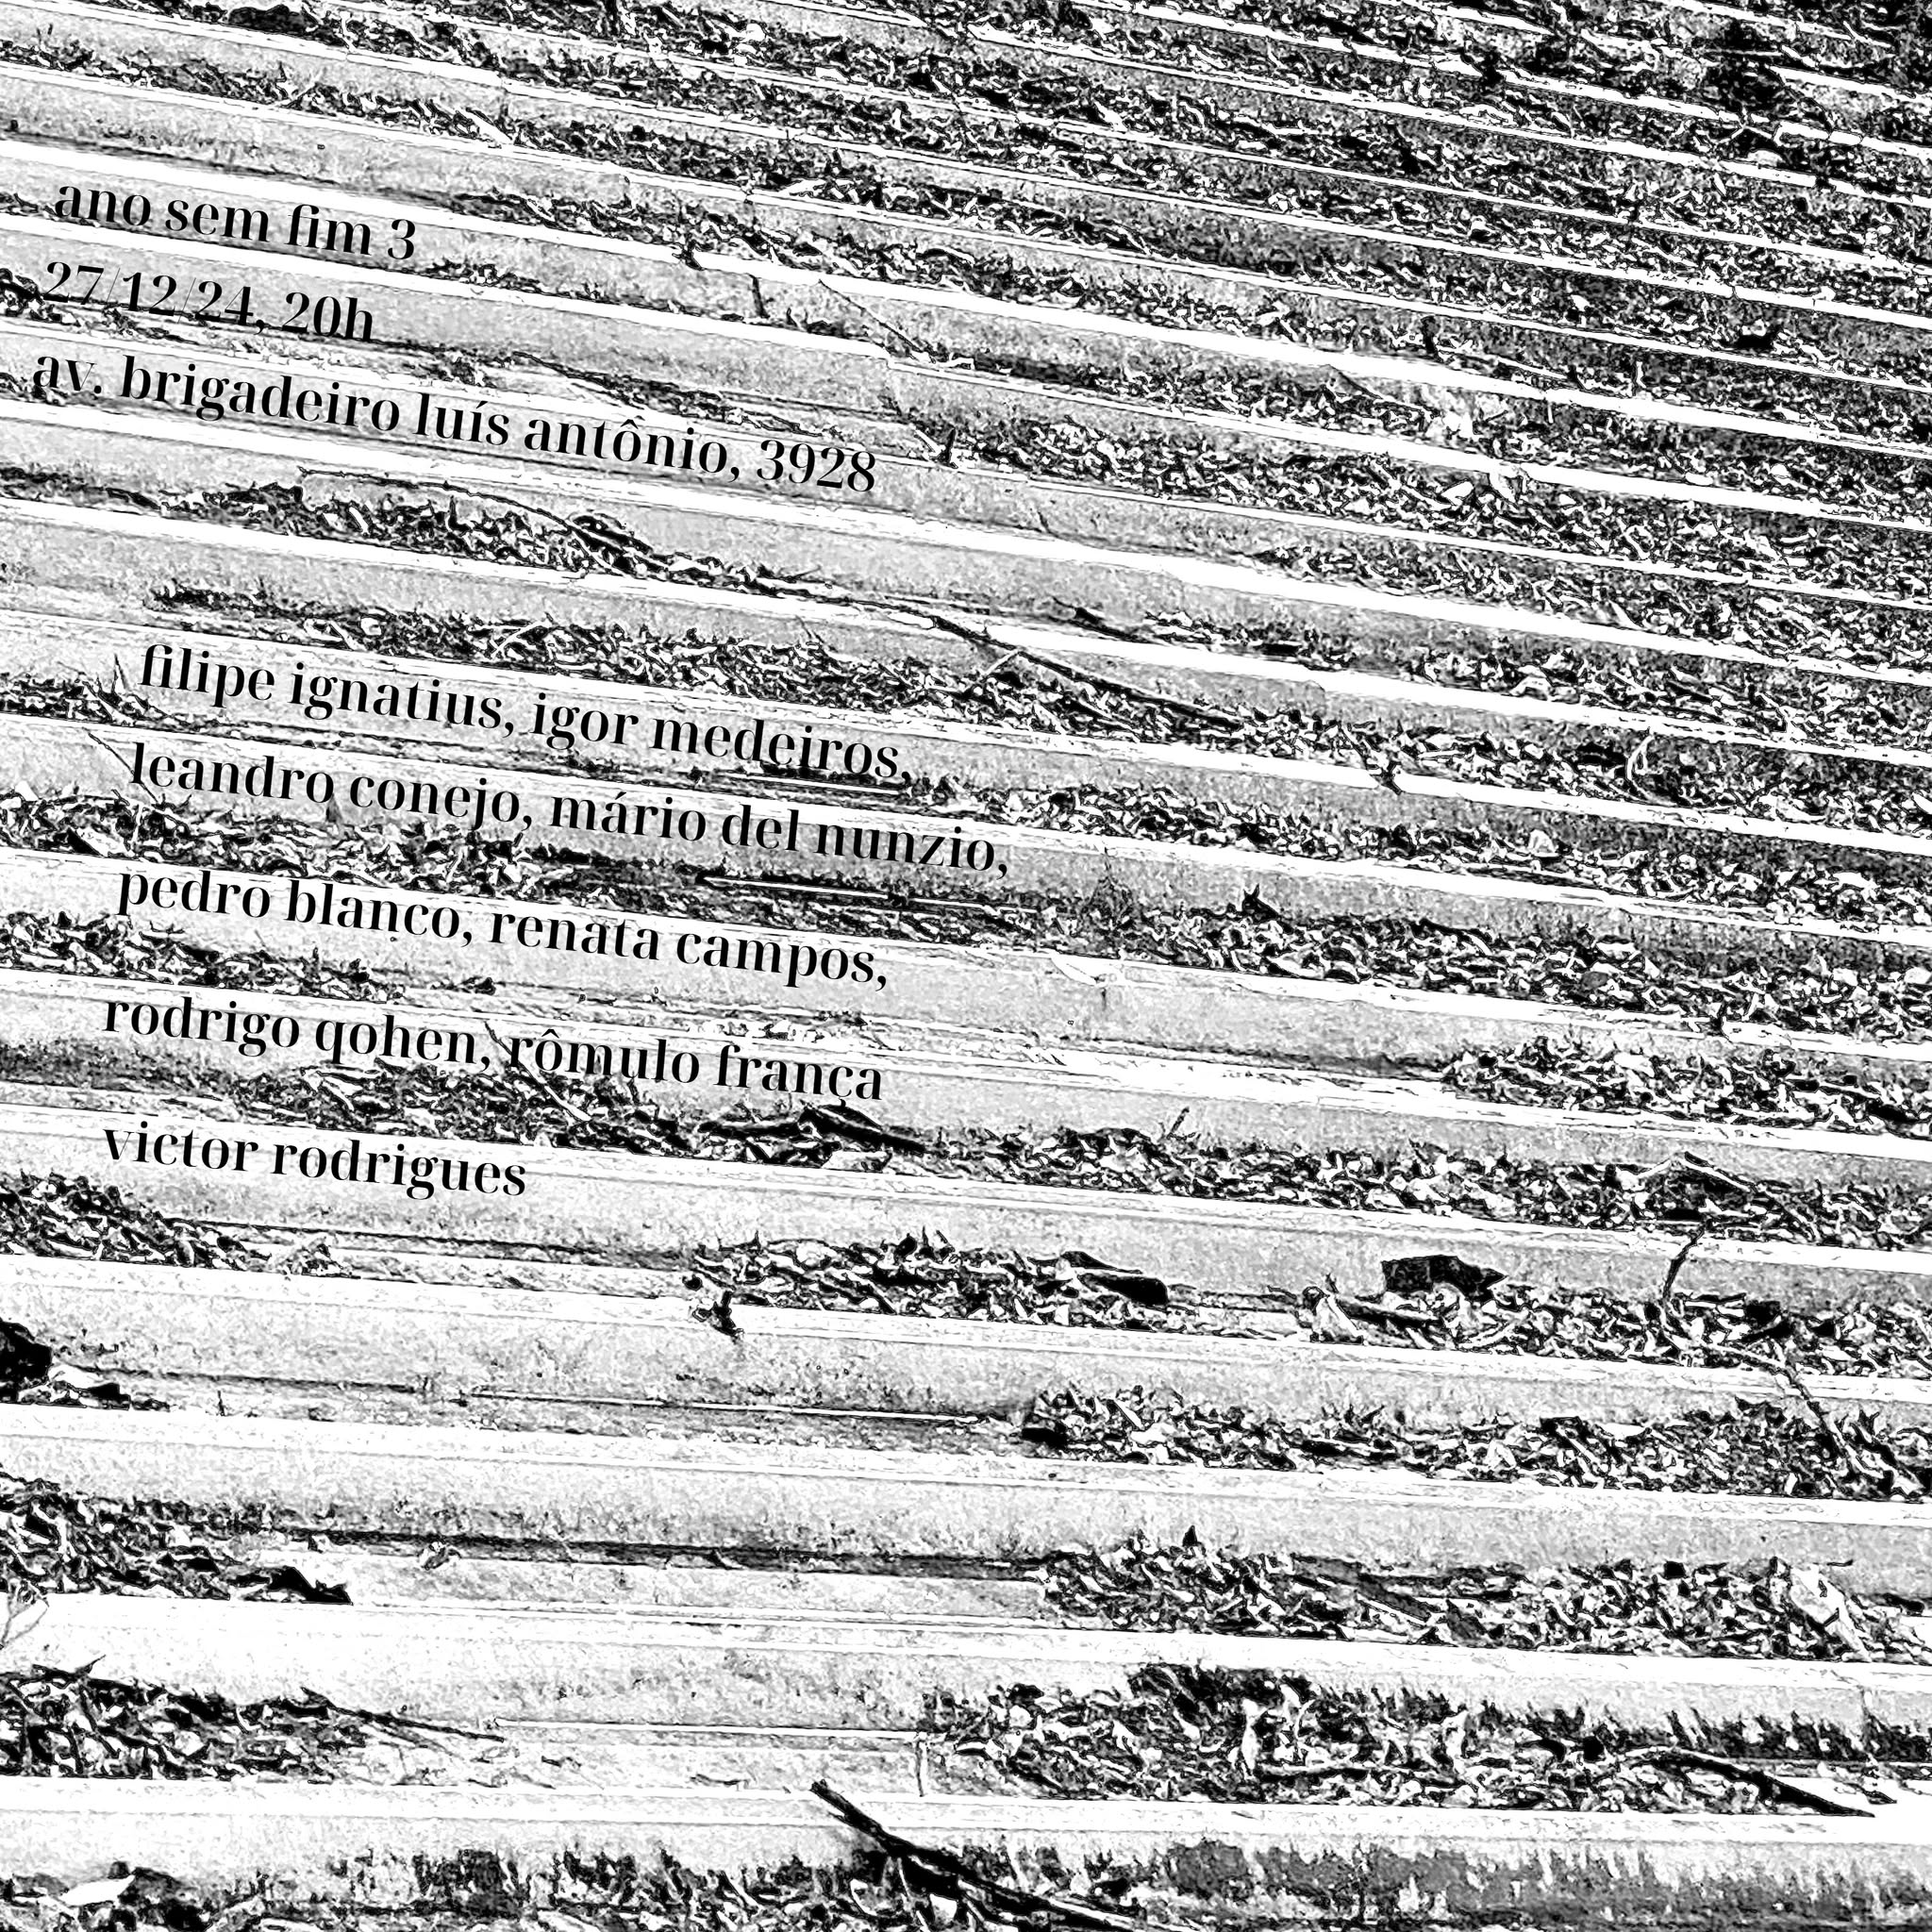 ano sem fim 3
27/12/24, 20h
av. brigadeiro luís antônio, 3928
filipe ignatius, igor medeiros,
leandro conejo, mário del nunzio,
pedro blanco, renata campos,
rodrigo qohen, rômulo frança
victor rodrigues